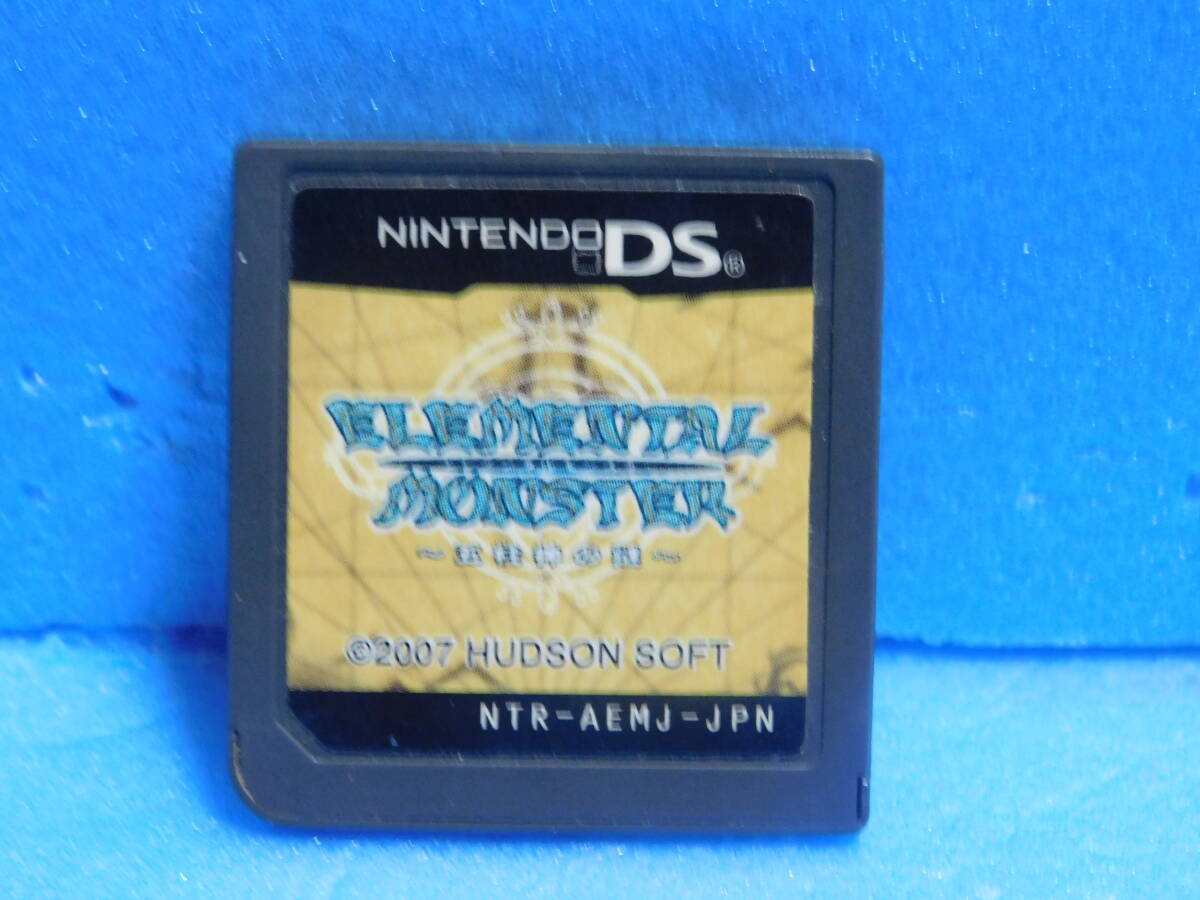 NINTENDO DS®
ELEMENTAL
MONSTER
©2007 HUDSON SOFT
NTR-AEMJ-JPN